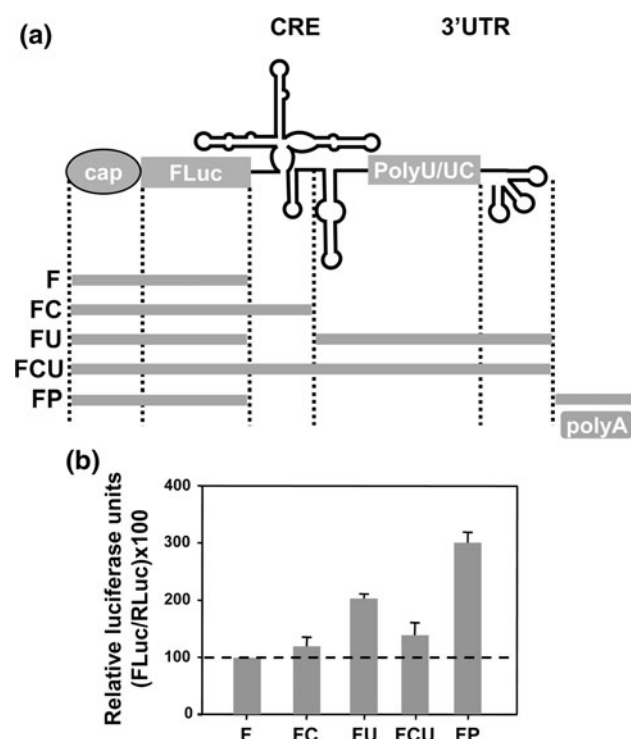 (a)
CRE
3'UTR
cap
FLuc
PolyU/UC
F
FC
FU
FCU
FP
polyA
(b)
Relative luciferase units
(FLuc/RLuc)x100
400
300
200
100
0
F
FC
FU
FCU
FP